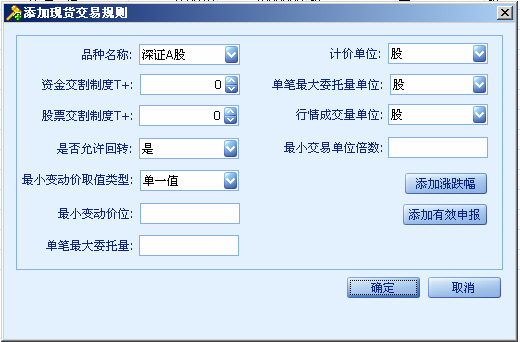 添加现货交易规则
品种名称: 深证A股 计价单位: 股
资金交割制度T+: 0 单笔最大委托量单位: 股
股票交割制度T+: 0 行情成交量单位: 股
是否允许回转: 是 最小交易单位倍数:
最小变动价取值类型: 单一值 添加涨跌幅
最小变动价位: 添加有效申报
单笔最大委托量:
确定 取消